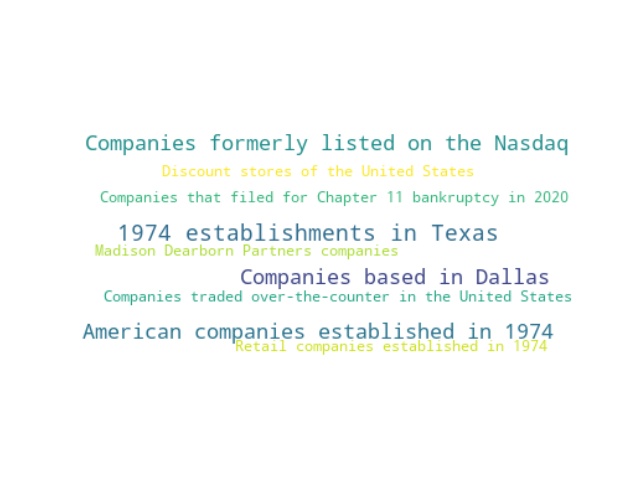 Companies formerly listed on the Nasdaq
Discount stores of the United States
Companies that filed for Chapter 11 bankruptcy in 2020
1974 establishments in Texas
Madison Dearborn Partners companies
Companies based in Dallas
Companies traded over-the-counter in the United States
American companies established in 1974
Retail companies established in 1974